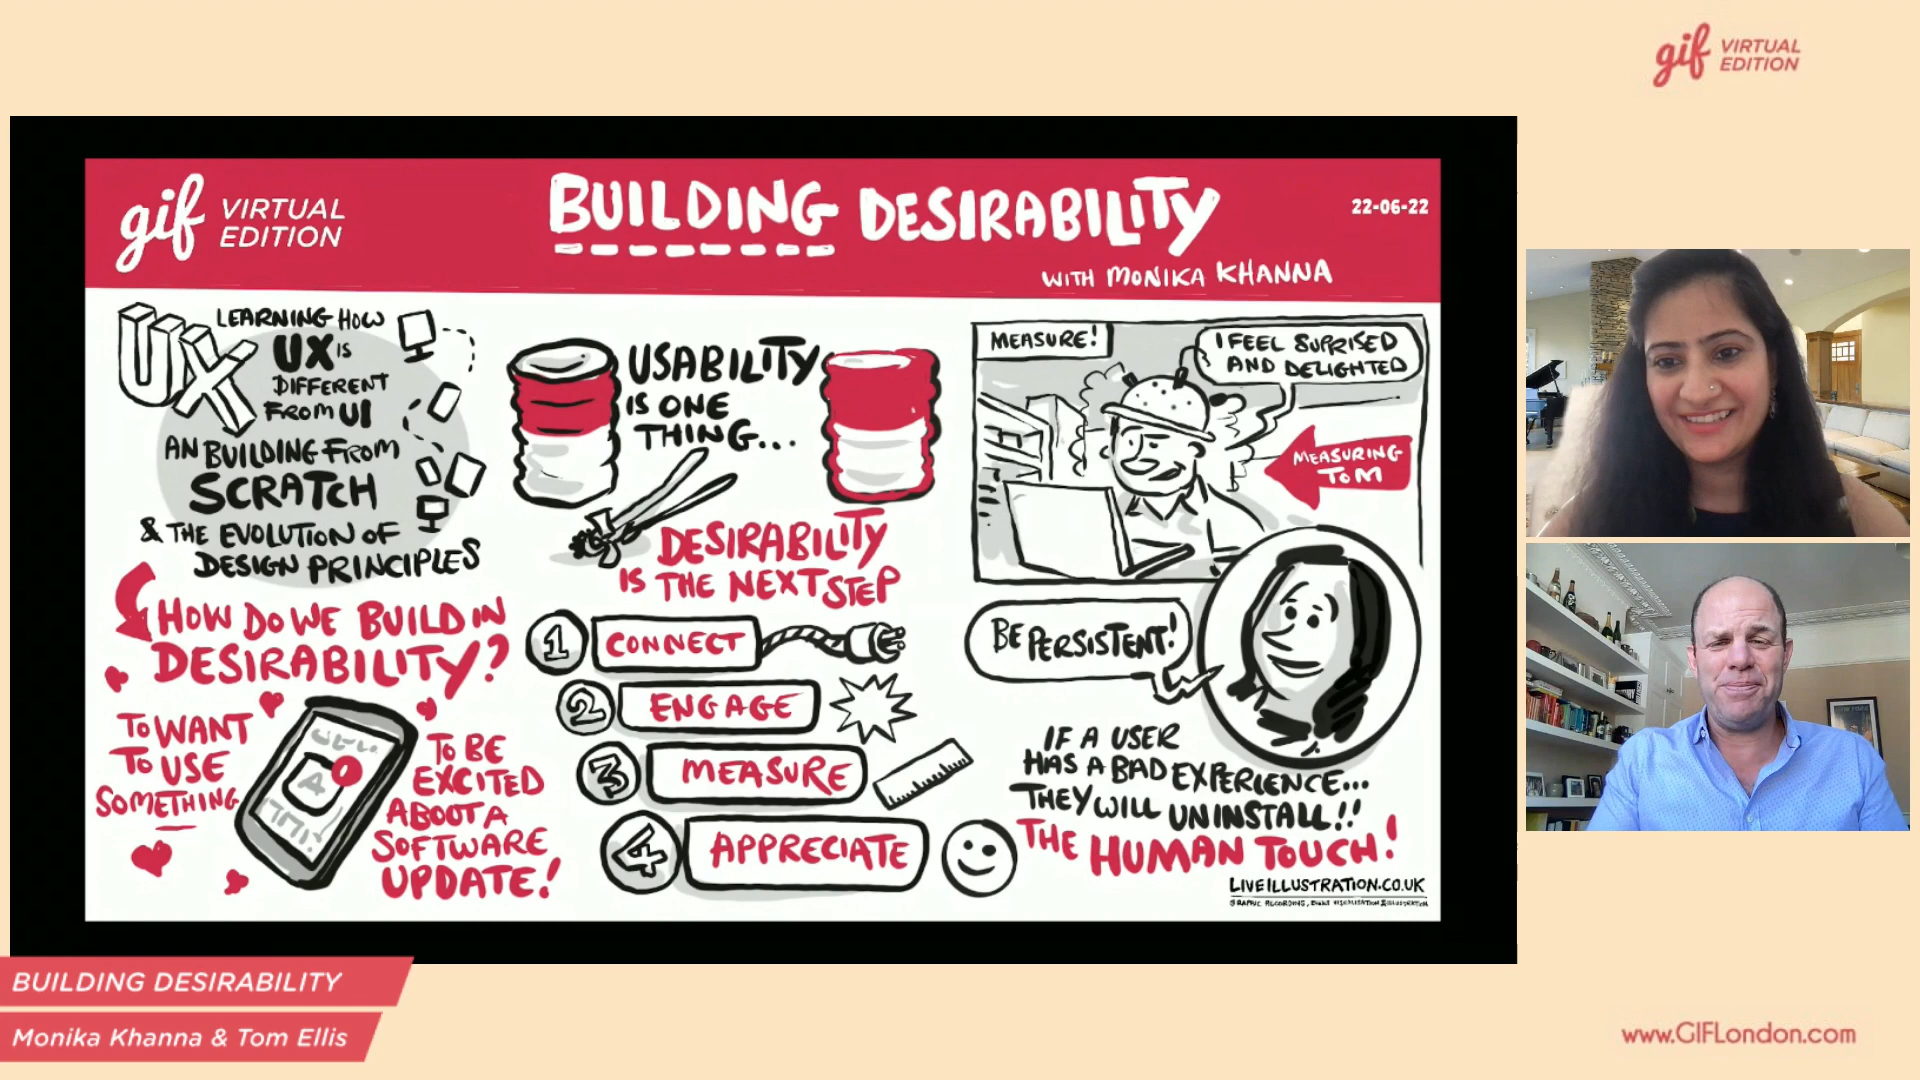 gif VIRTUAL
EDITION
gif VIRTUAL
EDITION
BUILDING DESIRABILITY
22-06-22
WITH MONIKA KHANNA
UX
LEARNING HOW
UX IS
DIFFERENT
FROM UI
AN BUILDING FROM
SCRATCH
& THE EVOLUTION OF
DESIGN PRINCIPLES
HOW DO WE BUILD IN
DESIRABILITY?
TO WANT
TO USE
SOMETHING
A
TO BE
EXCITED
ABOOT A
SOFTWARE
UPDATE!
USABILITY
IS ONE
THING...
DESIRABILITY
IS THE NEXT STEP
1 CONNECT
2 ENGAGE
3 MEASURE
4 APPRECIATE
MEASURE!
I FEEL SUPRISED
AND DELIGHTED
MEASURING
TOM
BE PERSISTENT!
IF A USER
HAS A BAD EXPERIENCE...
THEY WILL UNINSTALL!!
THE HUMAN TOUCH!
LIVEILLUSTRATION.CO.UK
BUILDING DESIRABILITY
Monika Khanna & Tom Ellis
www.GIFLondon.com